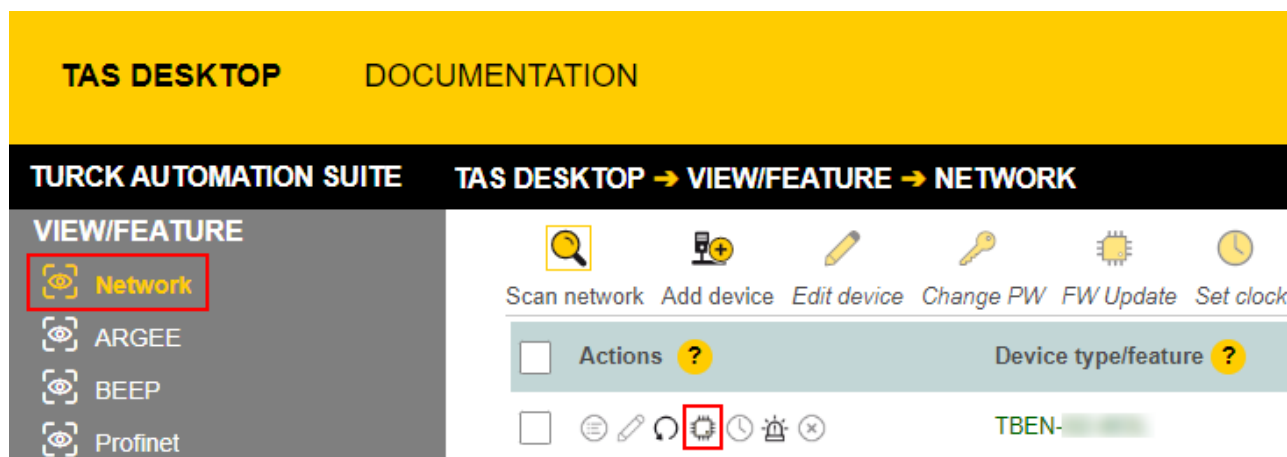 TAS DESKTOP DOCUMENTATION
TURCK AUTOMATION SUITE TAS DESKTOP ➔ VIEW/FEATURE ➔ NETWORK
VIEW/FEATURE
Network
ARGEE
BEEP
Profinet
Scan network Add device Edit device Change PW FW Update Set clock
Actions ? Device type/feature ?
TBEN-